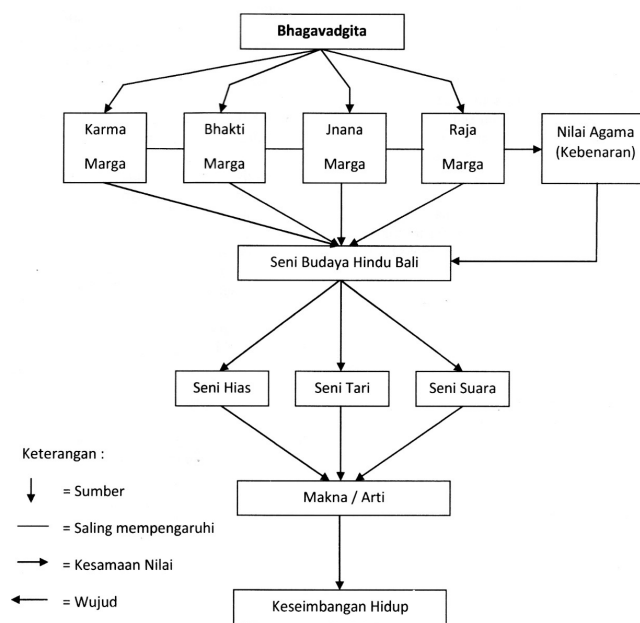 Bhagavadgita
Karma
Marga
Bhakti
Marga
Jnana
Marga
Raja
Marga
Nilai Agama
(Kebenaran)
Seni Budaya Hindu Bali
Seni Hias
Seni Tari
Seni Suara
Makna / Arti
Keseimbangan Hidup
Keterangan :
= Sumber
= Saling mempengaruhi
= Kesamaan Nilai
= Wujud